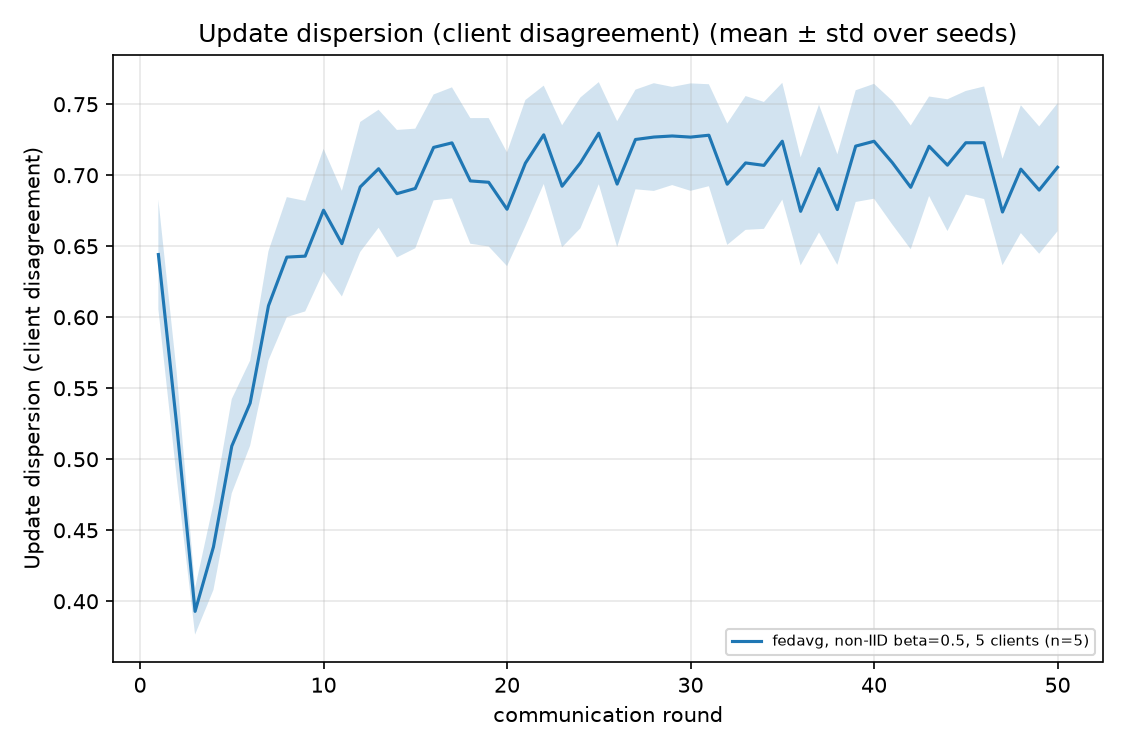 Update dispersion (client disagreement) (mean ± std over seeds)
Update dispersion (client disagreement)
0.75
0.70
0.65
0.60
0.55
0.50
0.45
0.40
fedavg, non-IID beta=0.5, 5 clients (n=5)
0 10 20 30 40 50
communication round